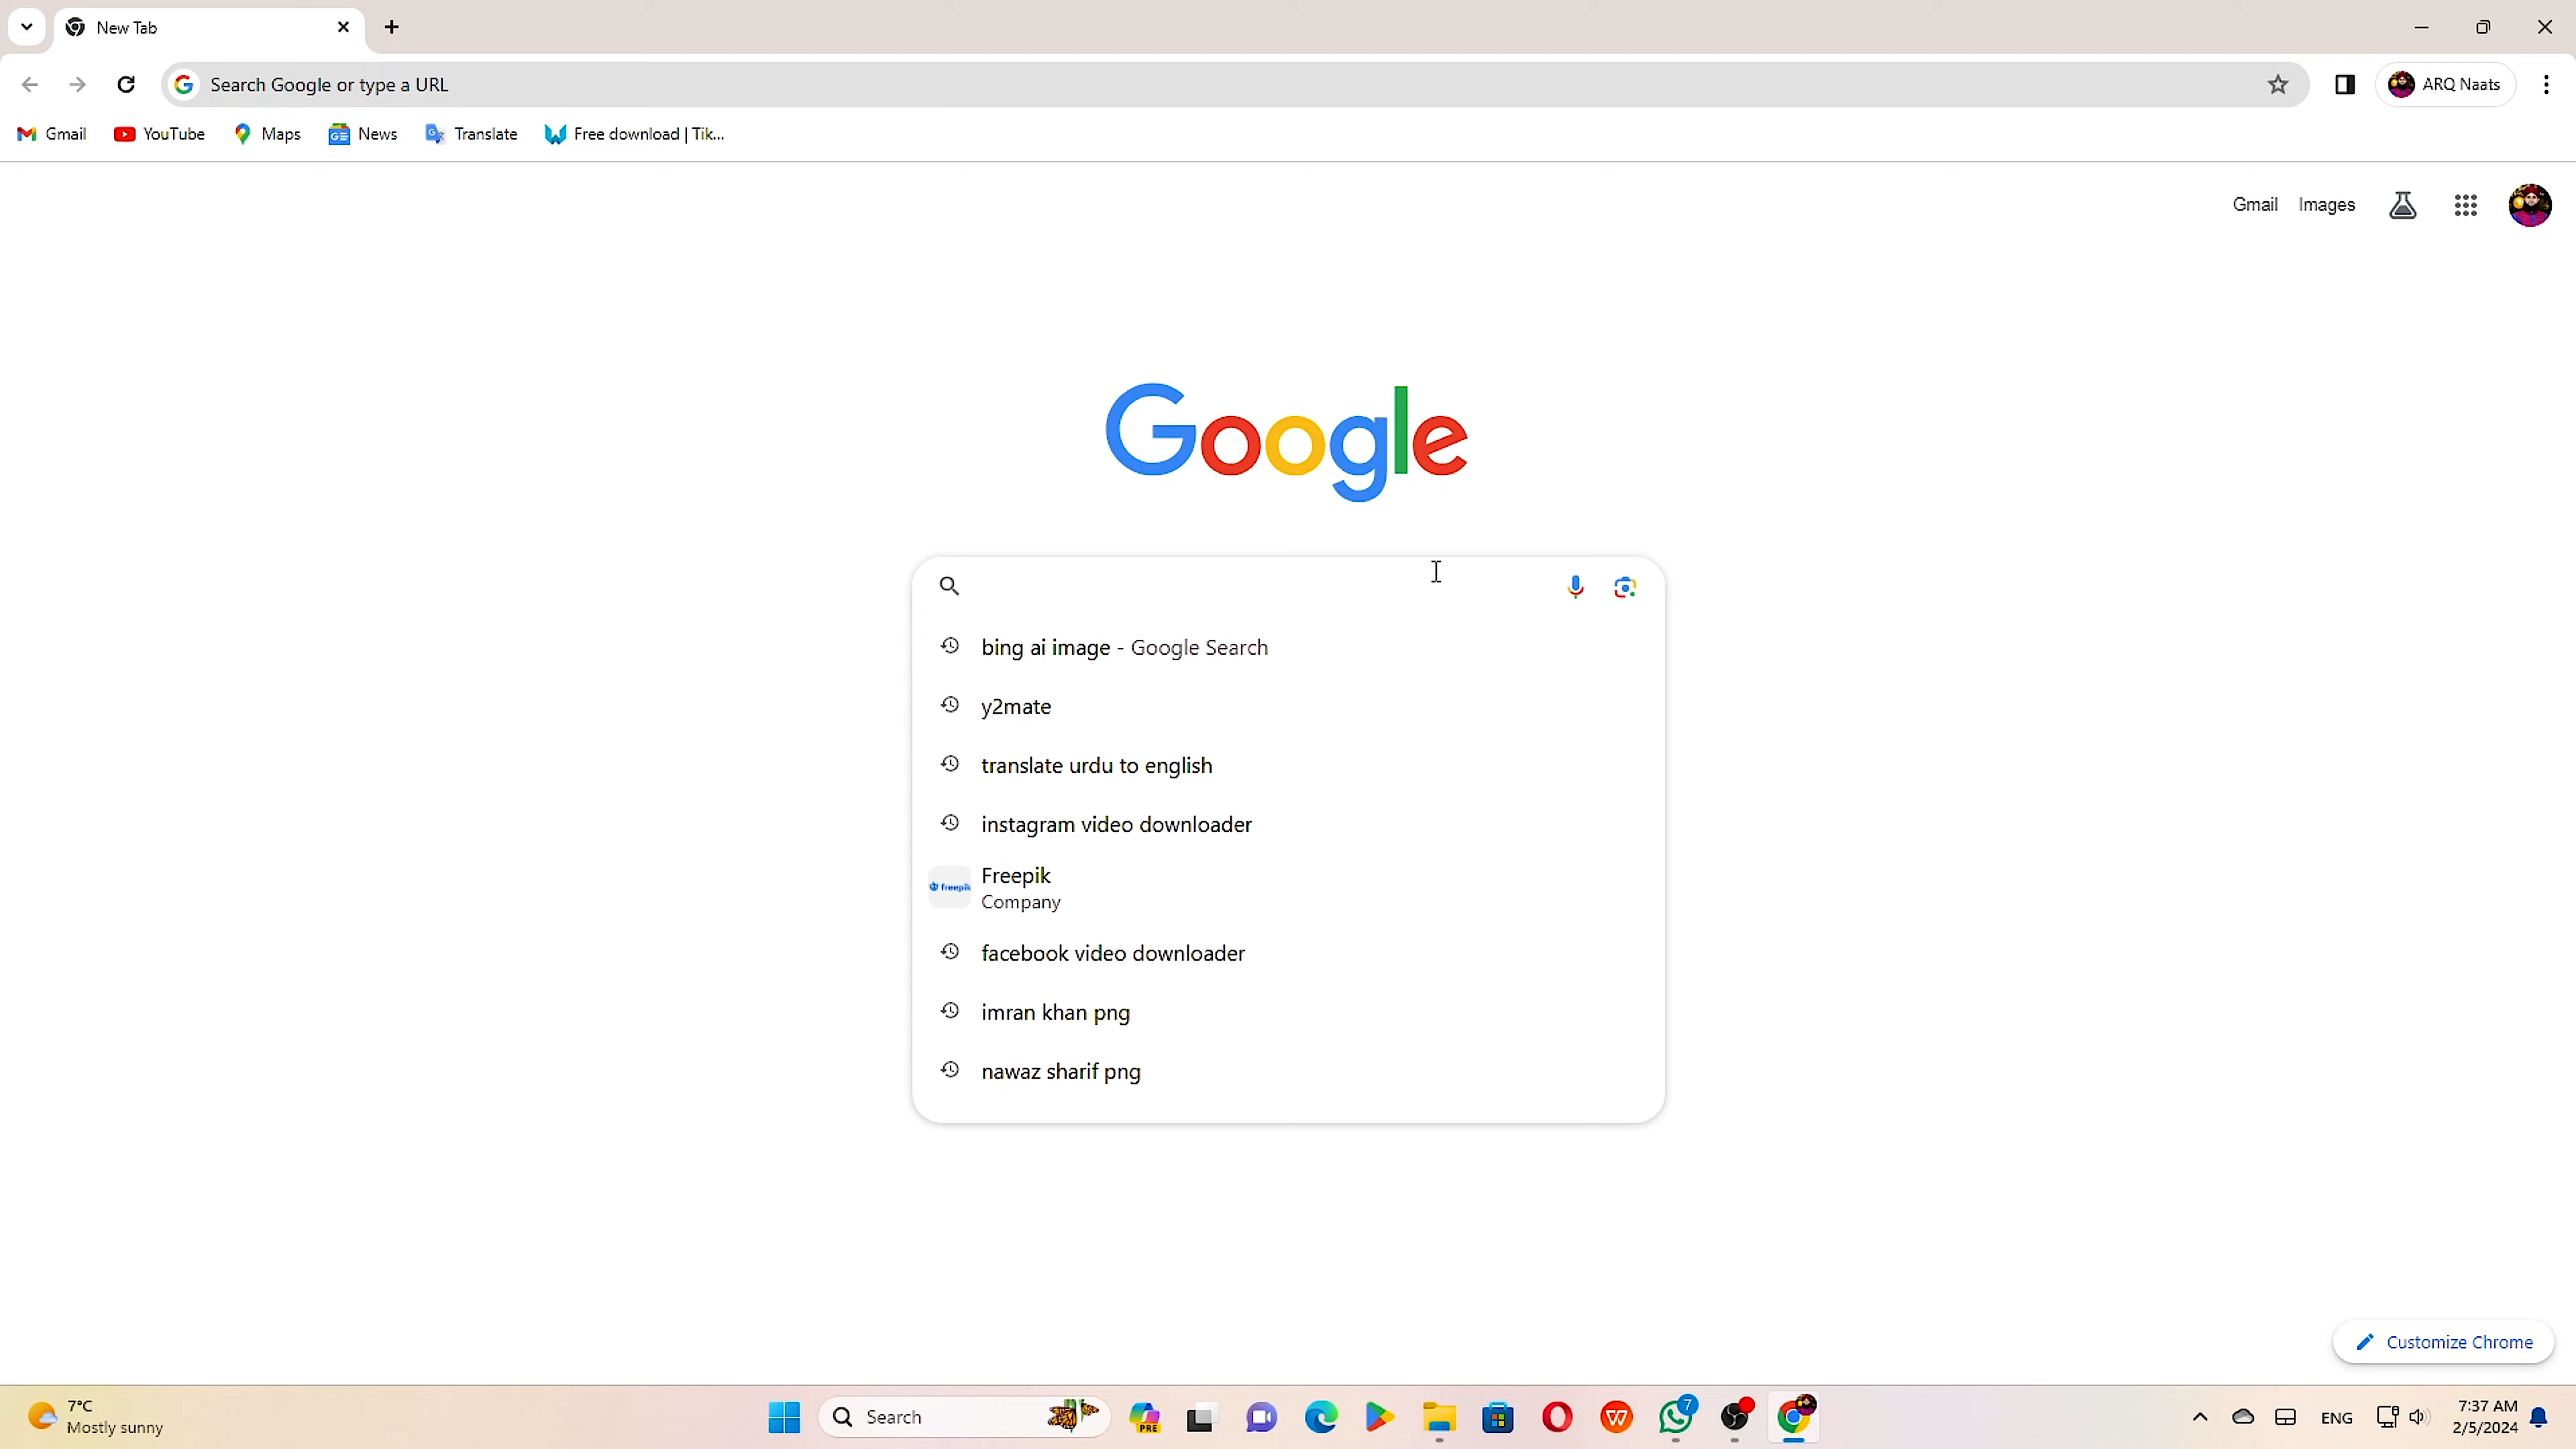 New Tab
Search Google or type a URL
ARQ Naats
Gmail
YouTube
Maps
News
Translate
Free download | Tik...
Gmail
Images
Google
bing ai image - Google Search
y2mate
translate urdu to english
instagram video downloader
freepik
Freepik
Company
facebook video downloader
imran khan png
nawaz sharif png
Customize Chrome
7°C
Mostly sunny
Search
PRE
7
ENG
7:37 AM
2/5/2024